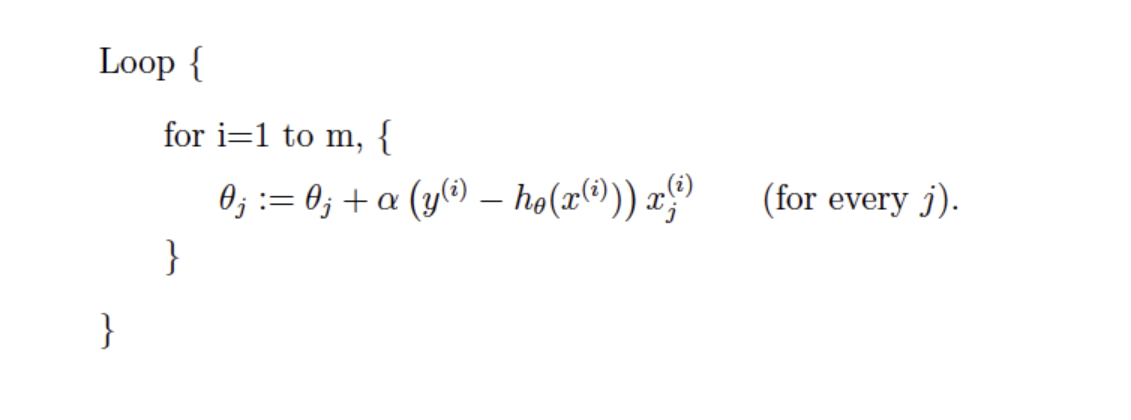 Loop {
for i=1 to m, {
θ_j := θ_j + α (y^{(i)} − h_θ(x^{(i)})) x_j^{(i)} (for every j).
}
}